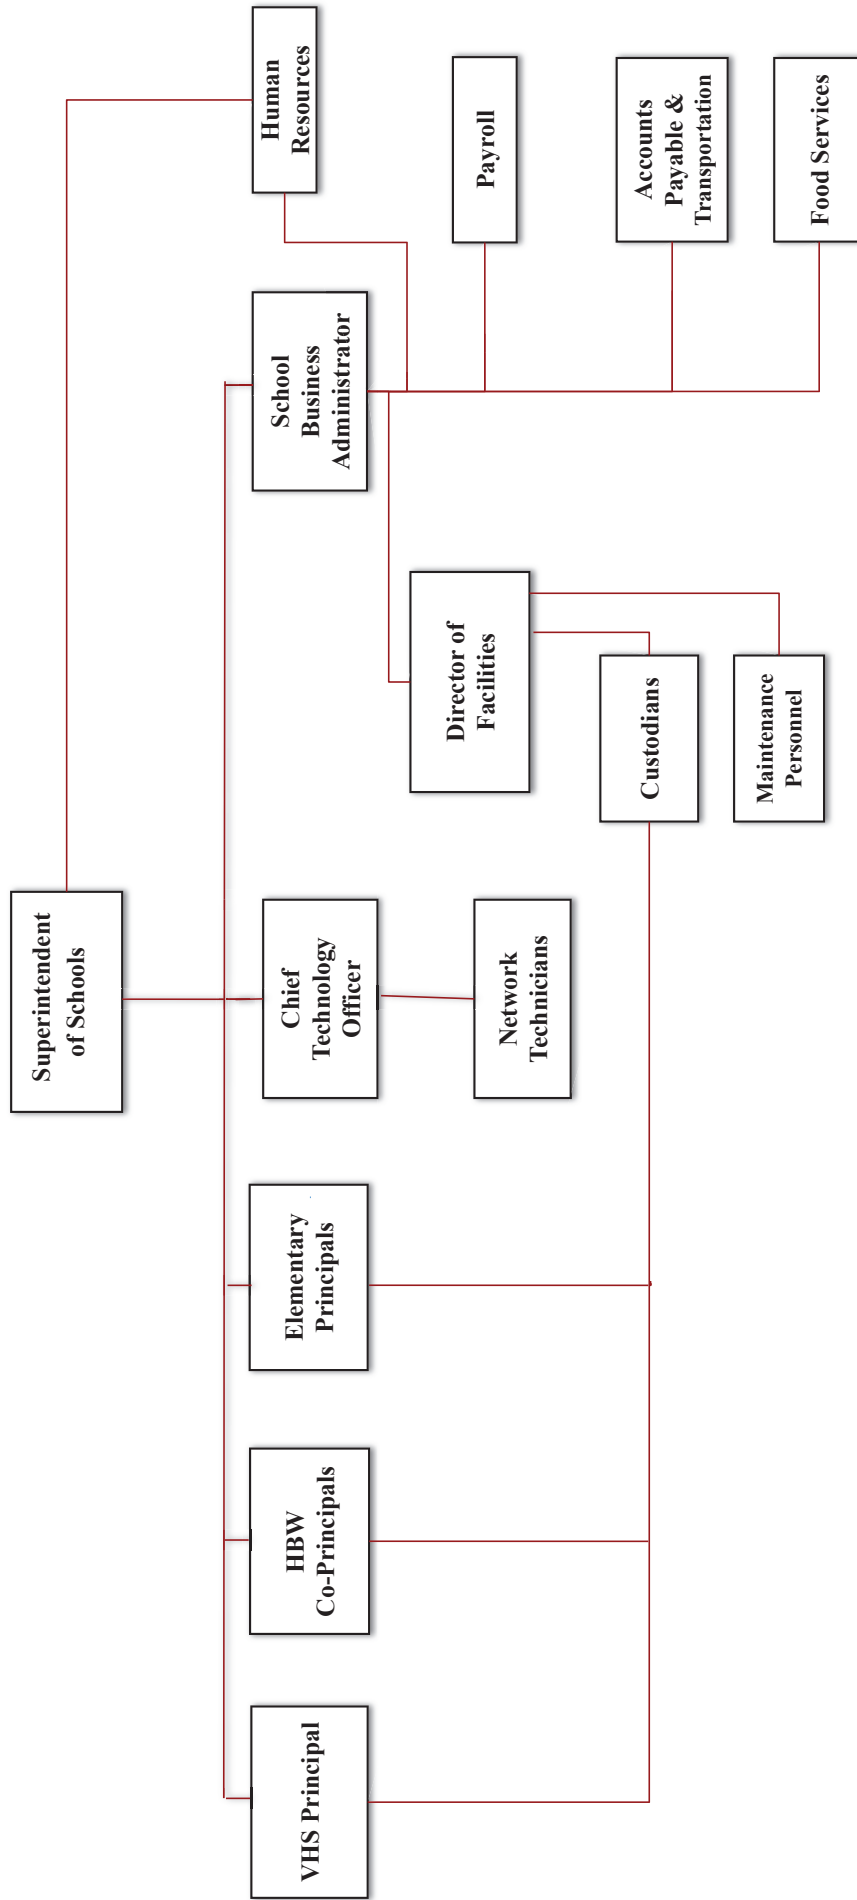 Superintendent
of Schools
VHS Principal
HBW
Co-Principals
Elementary
Principals
Chief
Technology
Officer
School
Business
Administrator
Human
Resources
Network
Technicians
Director of
Facilities
Payroll
Custodians
Accounts
Payable &
Transportation
Maintenance
Personnel
Food Services